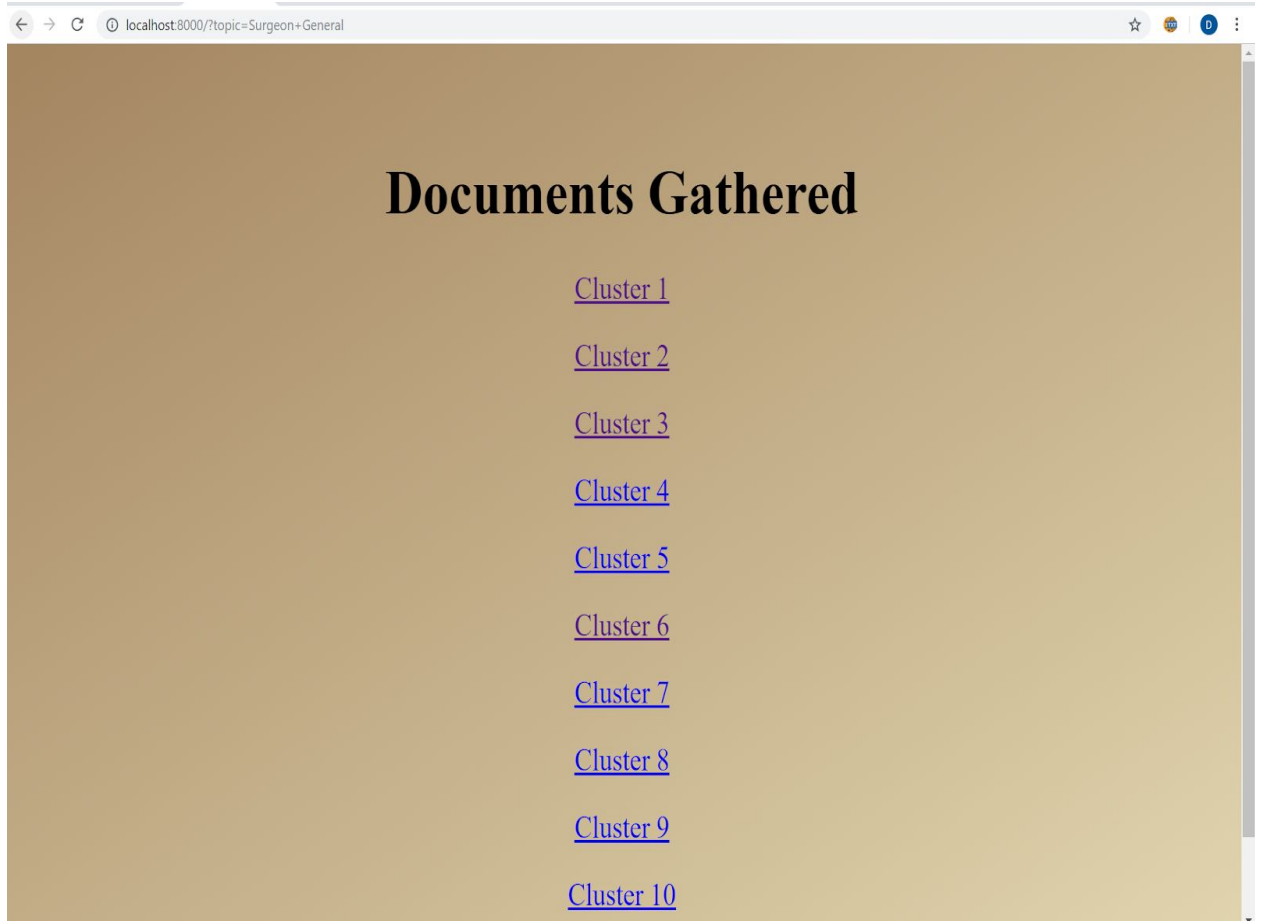 localhost:8000/?topic=Surgeon+General
D
Documents Gathered
Cluster 1
Cluster 2
Cluster 3
Cluster 4
Cluster 5
Cluster 6
Cluster 7
Cluster 8
Cluster 9
Cluster 10